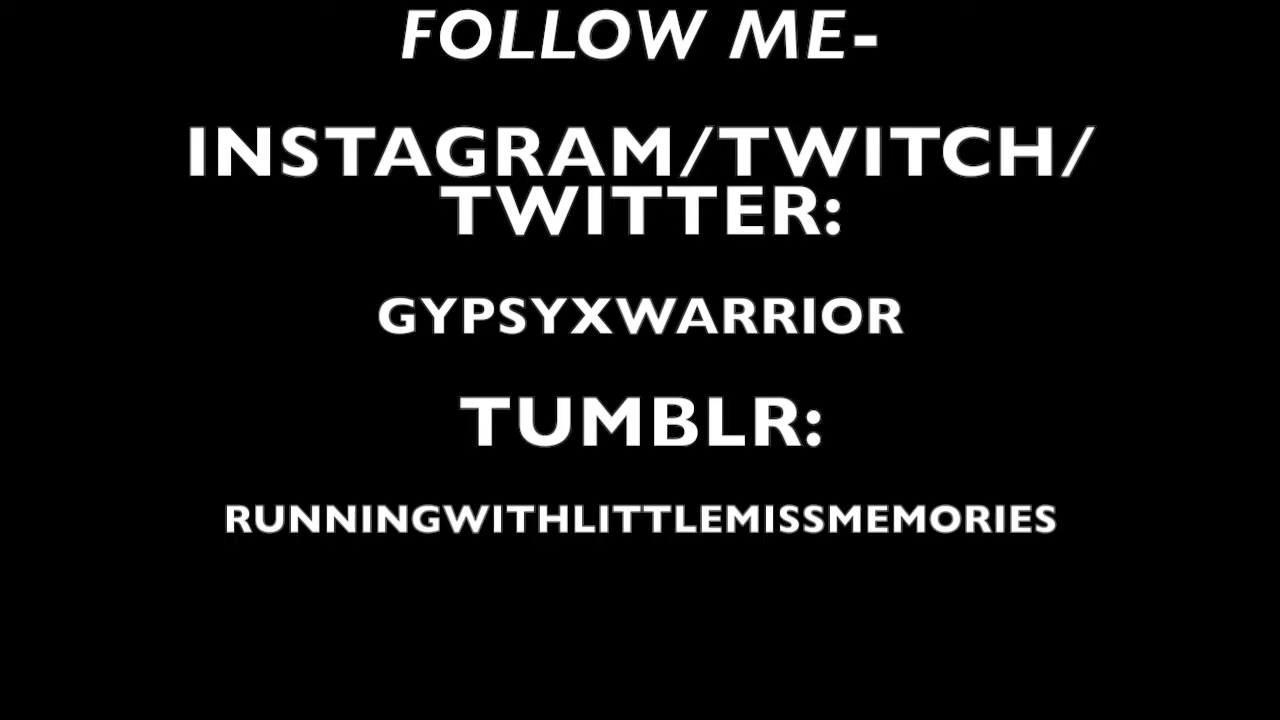 FOLLOW ME-
INSTAGRAM/TWITCH/
TWITTER:
GYPSYXWARRIOR
TUMBLR:
RUNNINGWITHLITTLEMISSMEMORIES